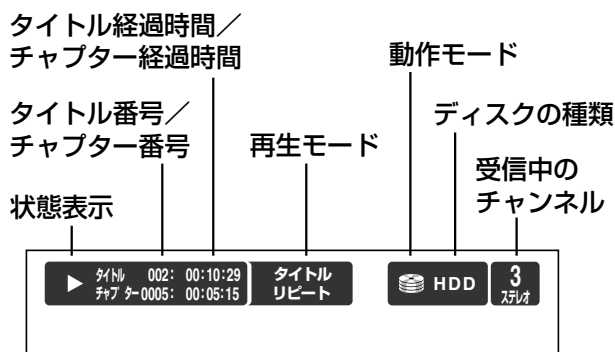 タイトル経過時間／
チャプター経過時間
動作モード
タイトル番号／
チャプター番号
再生モード
ディスクの種類
状態表示
受信中の
チャンネル
タイトル 002: 00:10:29
チャプター0005: 00:05:15
タイトル
リピート
HDD
3
ステレオ